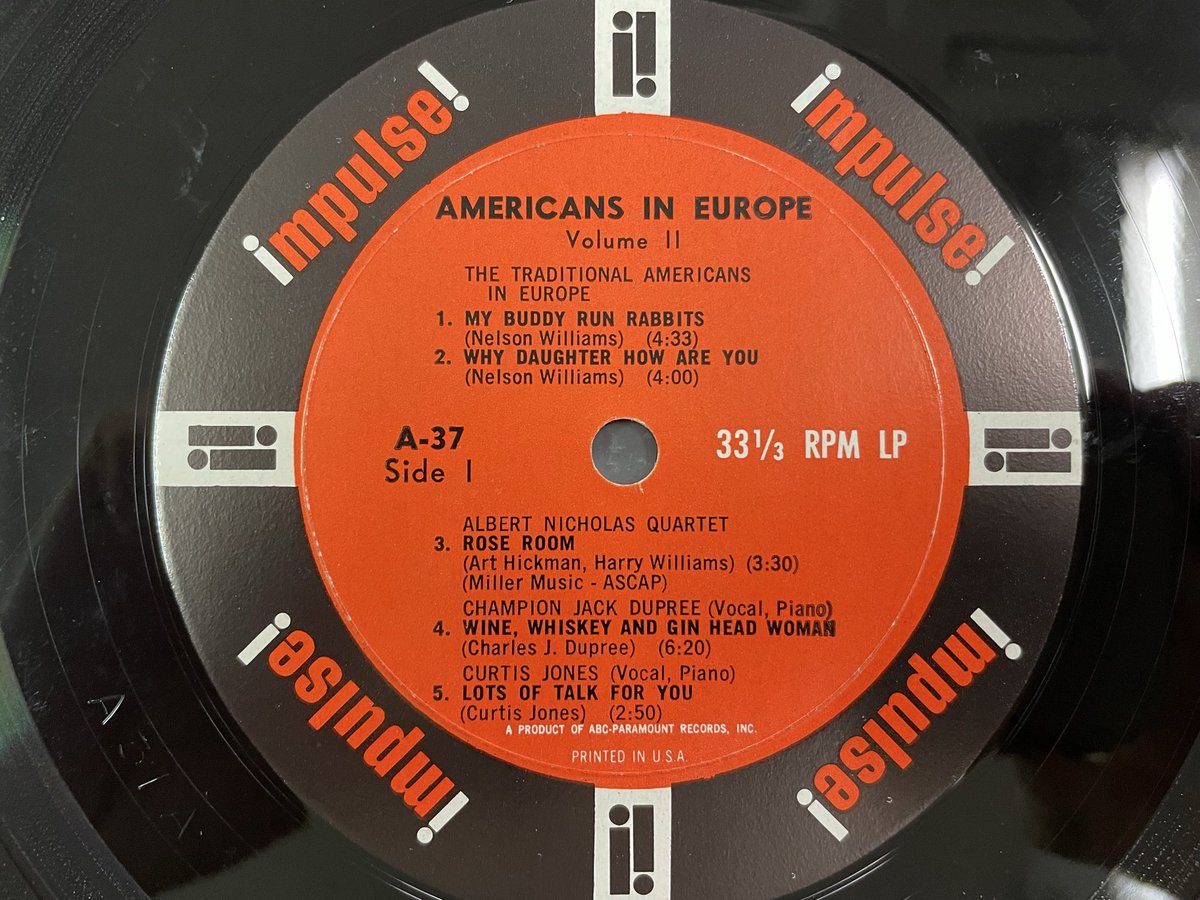 impulse!
impulse!
AMERICANS IN EUROPE
Volume II
THE TRADITIONAL AMERICANS
IN EUROPE
1. MY BUDDY RUN RABBITS
(Nelson Williams) (4:33)
2. WHY DAUGHTER HOW ARE YOU
(Nelson Williams) (4:00)
A-37
Side I
33 1/3 RPM LP
ALBERT NICHOLAS QUARTET
3. ROSE ROOM
(Art Hickman, Harry Williams) (3:30)
(Miller Music - ASCAP)
CHAMPION JACK DUPREE (Vocal, Piano)
4. WINE, WHISKEY AND GIN HEAD WOMAN
(Charles J. Dupree) (6:20)
CURTIS JONES (Vocal, Piano)
5. LOTS OF TALK FOR YOU
(Curtis Jones) (2:50)
A PRODUCT OF ABC-PARAMOUNT RECORDS, INC.
PRINTED IN U.S.A.
impulse!
impulse!